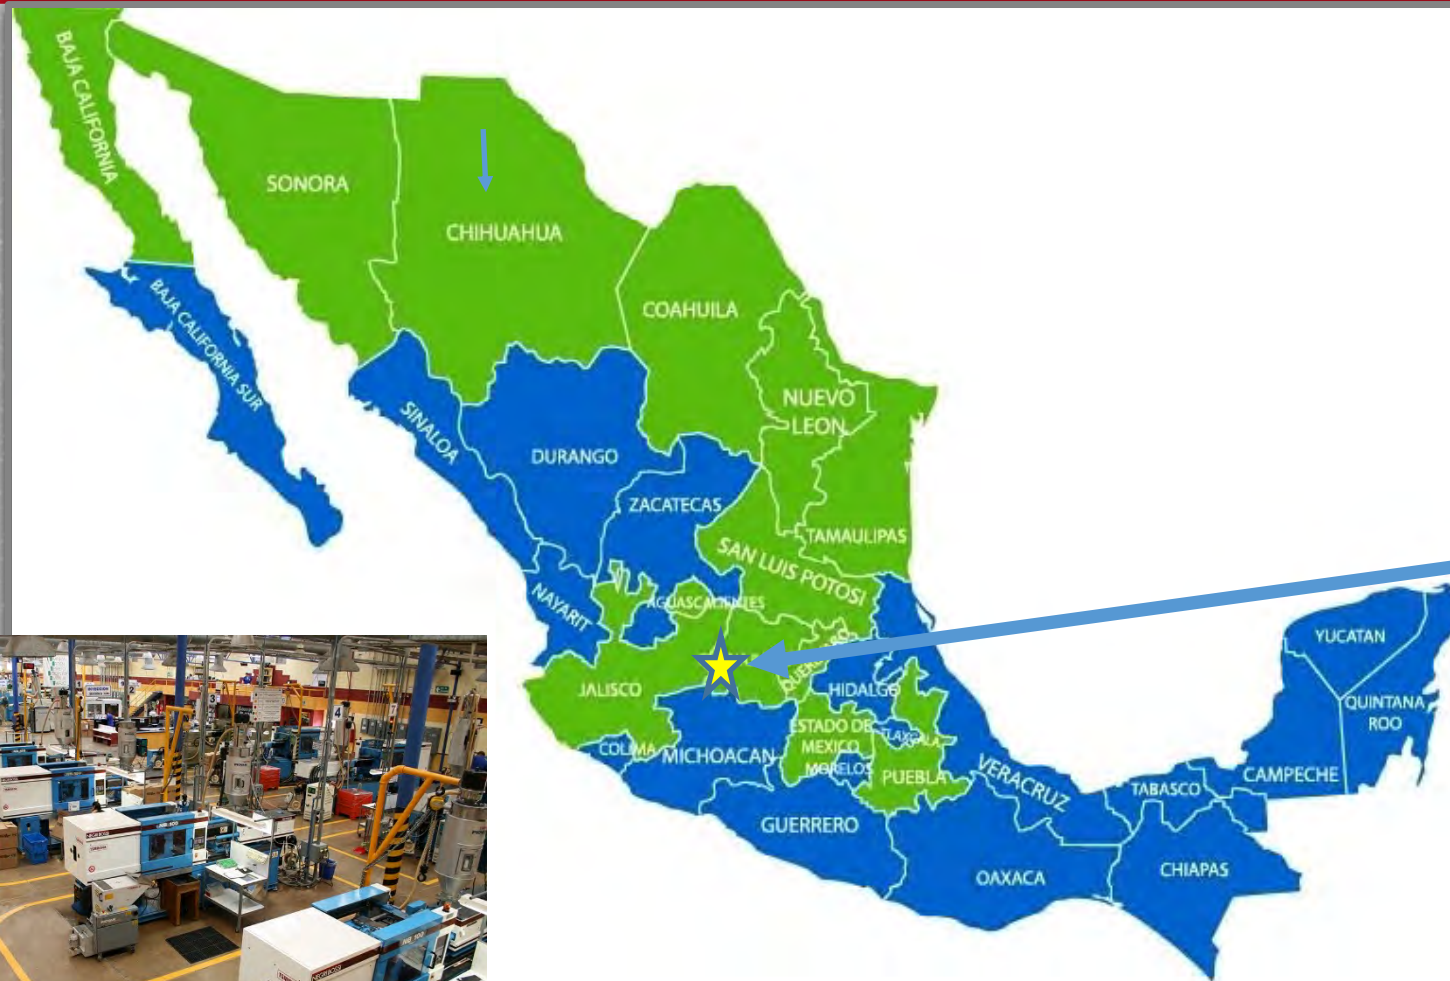 BAJA CALIFORNIA
SONORA
CHIHUAHUA
COAHUILA
BAJA CALIFORNIA SUR
NUEVO
LEON
SINALOA
DURANGO
ZACATECAS
TAMAULIPAS
SAN LUIS POTOSI
NAYARIT
AGUASCALIENTES
QUERETARO
YUCATAN
JALISCO
HIDALGO
QUINTANA
ROO
ESTADO DE
MEXICO
TLAXCALA
COLIMA
MICHOACAN
MORELOS
PUEBLA
VERACRUZ
TABASCO
CAMPECHE
GUERRERO
OAXACA
CHIAPAS
4